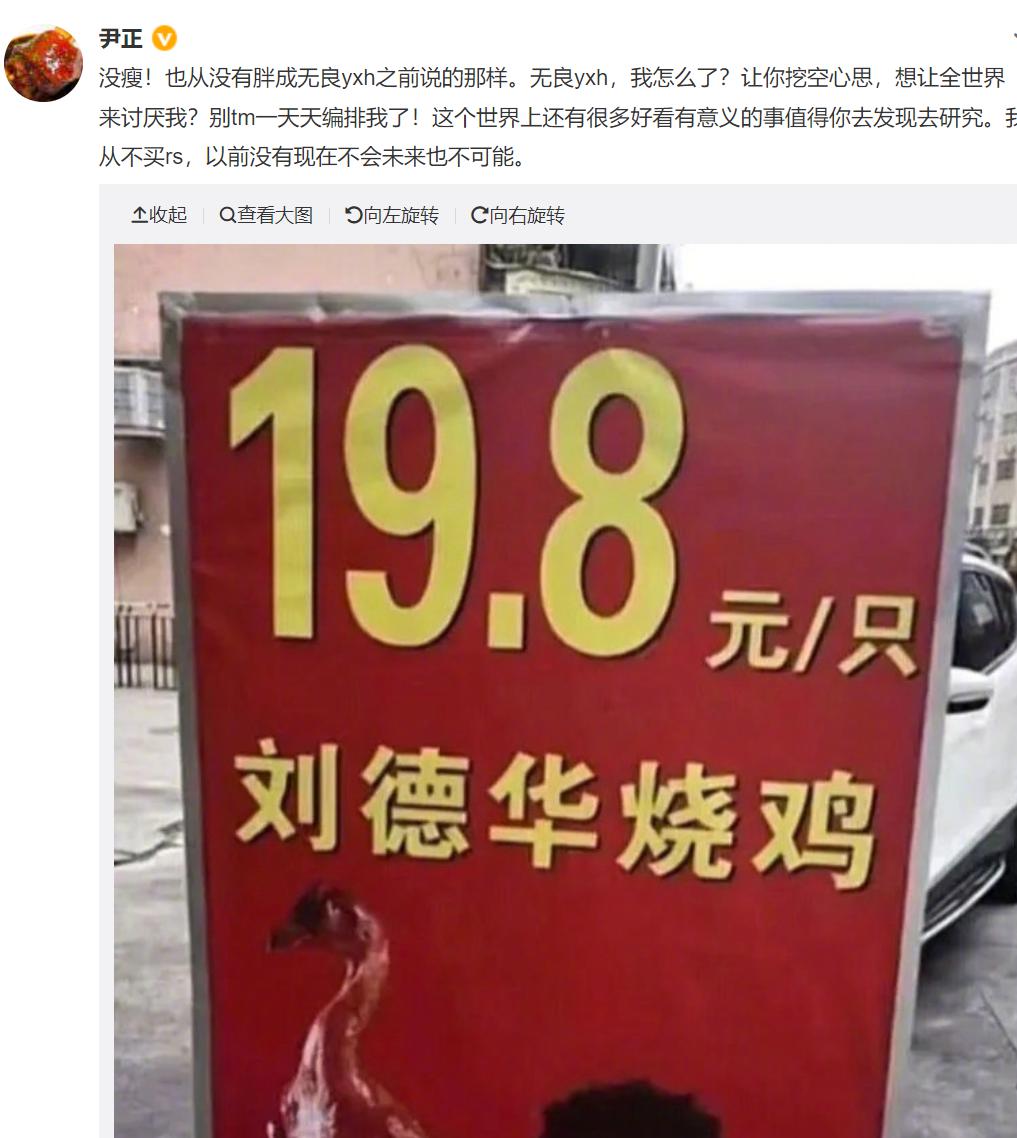 尹正
没瘦！也从没有胖成无良yxh之前说的那样。无良yxh，我怎么了？让你挖空心思，想让全世界
来讨厌我？别tm一天天编排我了！这个世界上还有很多好看有意义的事值得你去发现去研究。我
从不买rs，以前没有现在不会未来也不可能。
收起 查看大图 向左旋转 向右旋转
19.8元/只
刘德华烧鸡